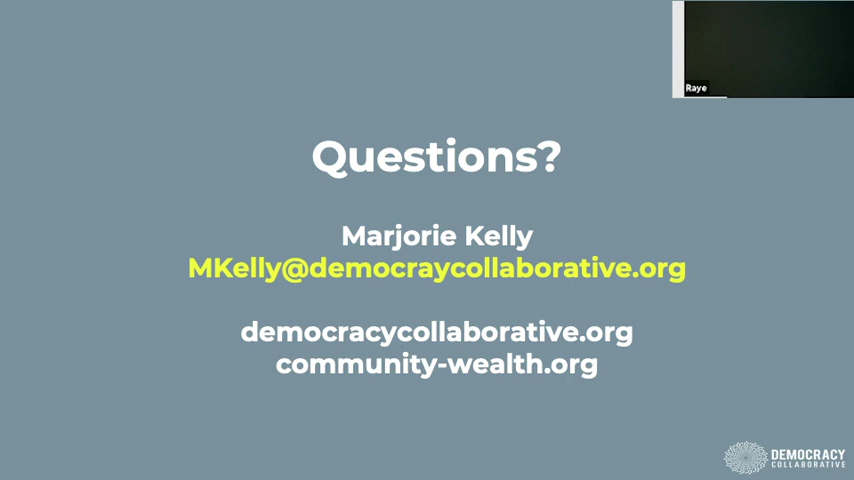 Raye
Questions?
Marjorie Kelly
MKelly@democraycollaborative.org
democracycollaborative.org
community-wealth.org
DEMOCRACY
COLLABORATIVE